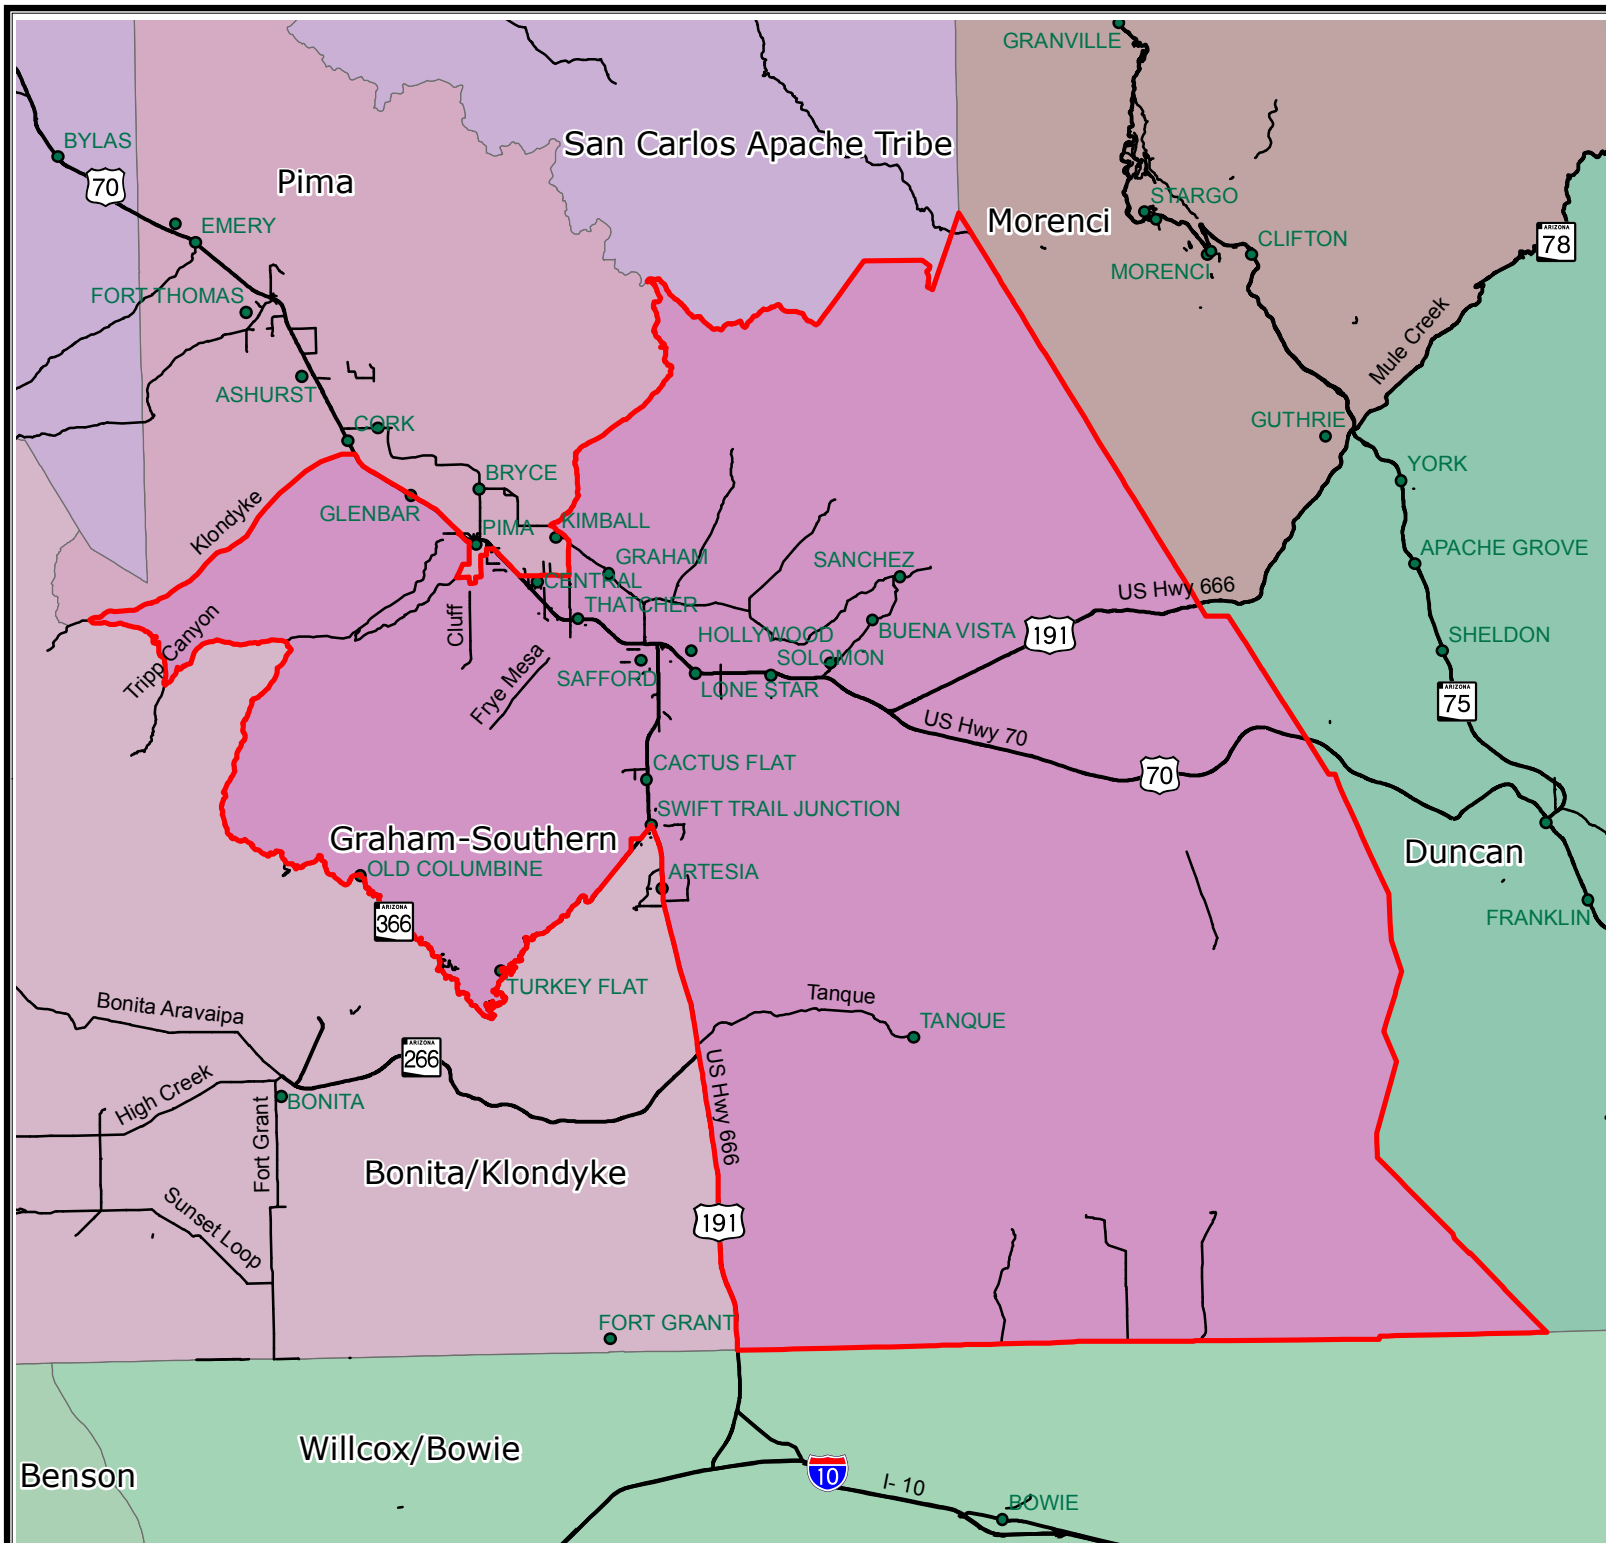 GRANVILLE
BYLAS
San Carlos Apache Tribe
70
Pima
STARGO
Morenci
EMERY
CLIFTON
ARIZONA
78
MORENCI
FORT THOMAS
Mule Creek
ASHURST
CORK
GUTHRIE
BRYCE
YORK
Klondyke
GLENBAR
PIMA
KIMBALL
GRAHAM
SANCHEZ
APACHE GROVE
CENTRAL
US Hwy 666
THATCHER
Cluff
HOLLYWOOD
BUENA VISTA
191
SHELDON
Tripp Canyon
SOLOMON
Frye Mesa
SAFFORD
LONE STAR
ARIZONA
75
US Hwy 70
CACTUS FLAT
70
SWIFT TRAIL JUNCTION
Graham-Southern
Duncan
OLD COLUMBINE
ARTESIA
ARIZONA
366
FRANKLIN
TURKEY FLAT
Bonita Aravaipa
Tanque
TANQUE
ARIZONA
266
High Creek
BONITA
US Hwy 666
Fort Grant
Bonita/Klondyke
Sunset Loop
191
FORT GRANT
Willcox/Bowie
Benson
10
I- 10
BOWIE